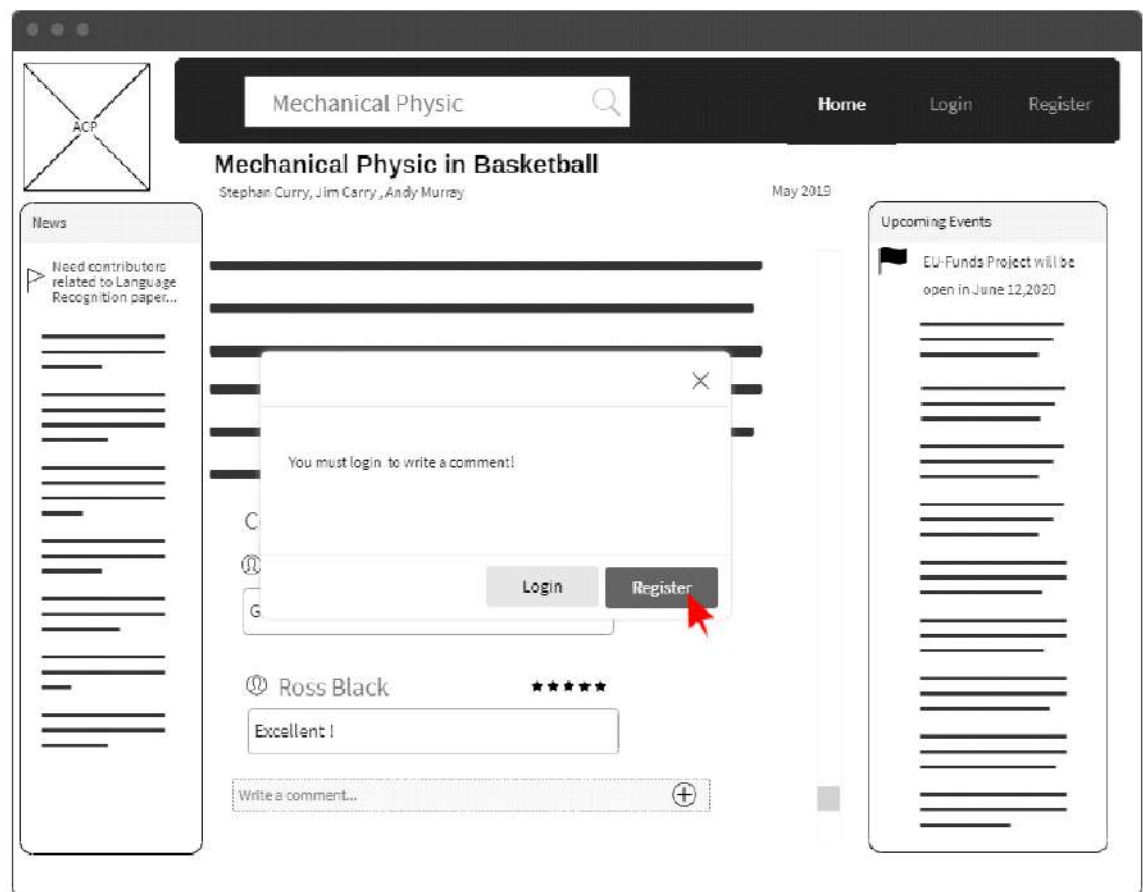 ACP
Mechanical Physic
Home
Login
Register
Mechanical Physic in Basketball
Stephan Curry, Jim Carry , Andy Murray
May 2019
News
Need contributors
related to Language
Recognition paper...
Upcoming Events
EU-Funds Project will be
open in June 12,2020
You must login to write a comment!
Login
Register
C
G
Ross Black
Excellent !
Write a comment...